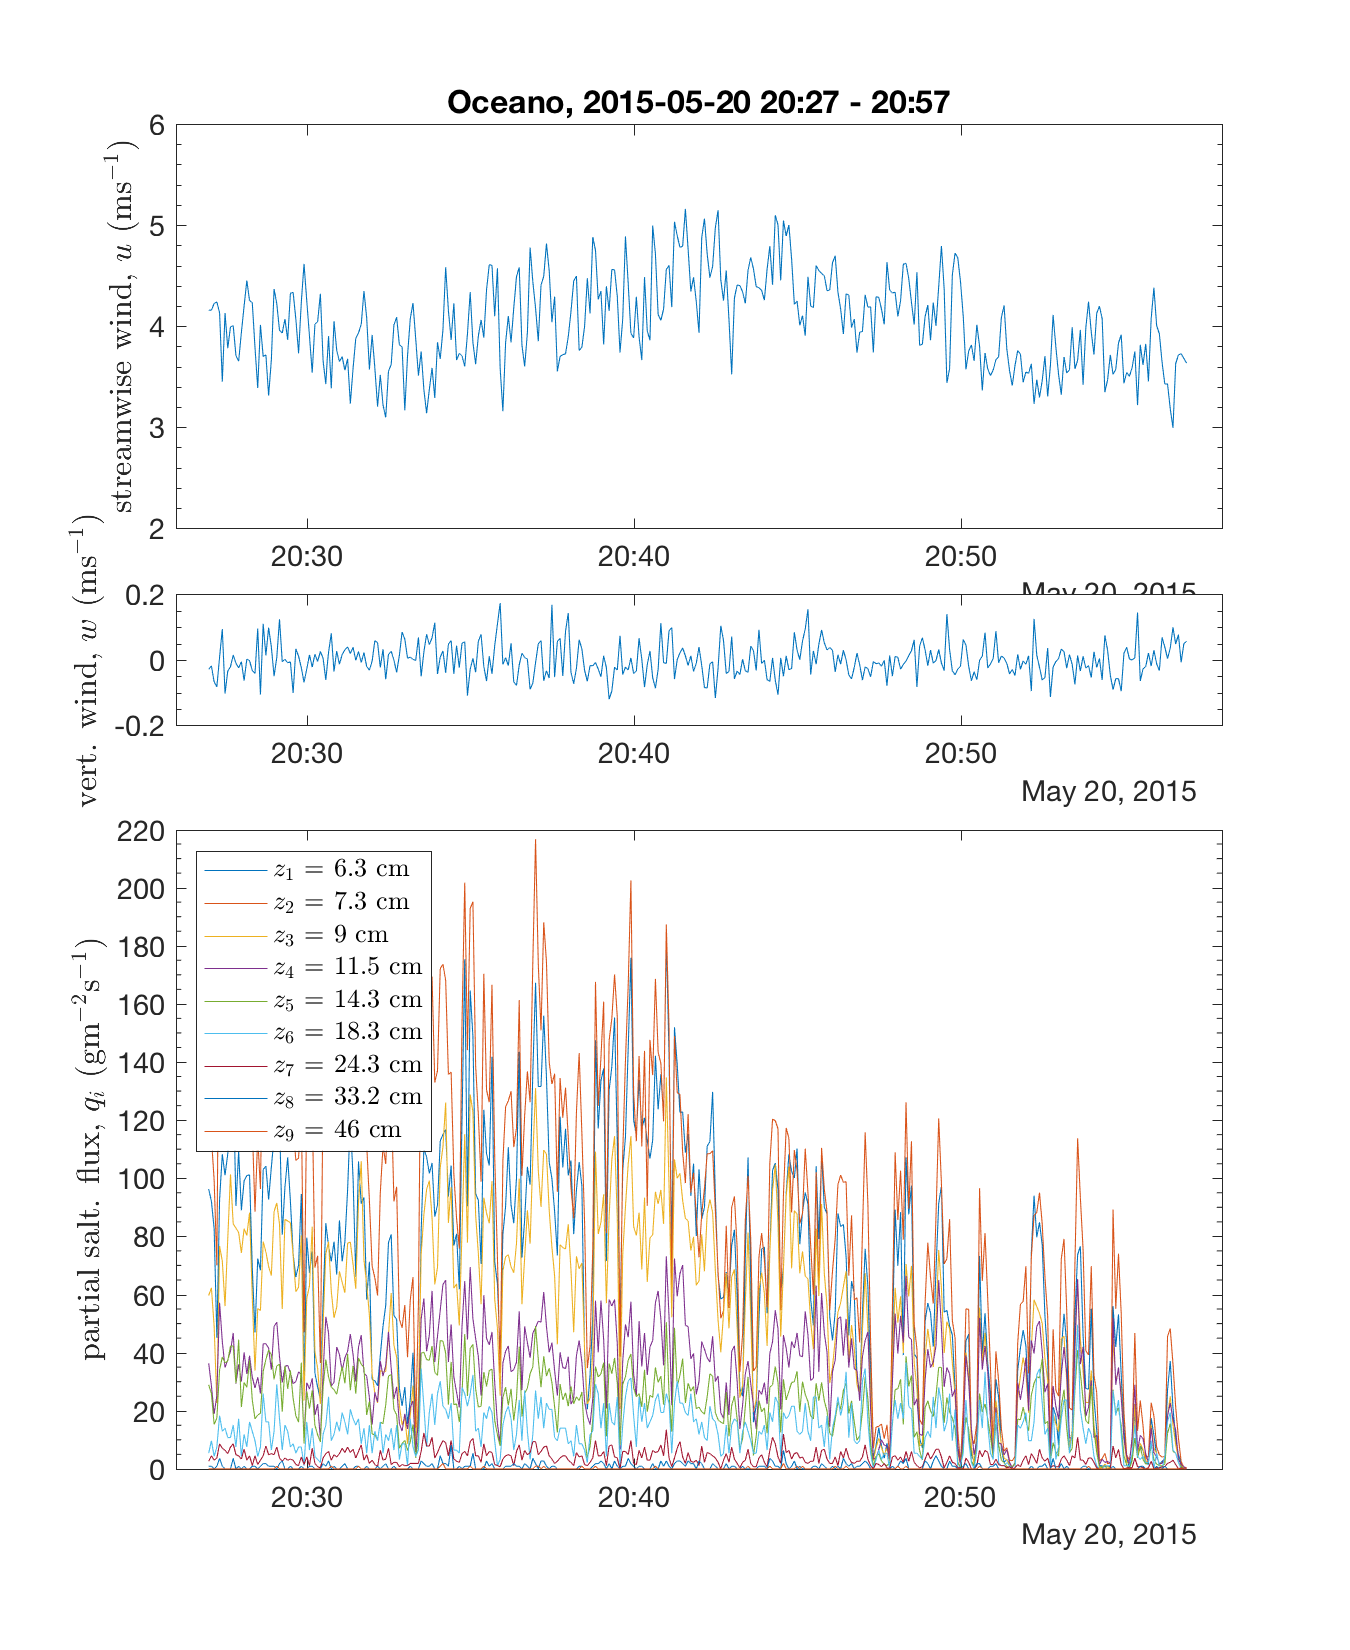 Oceano, 2015-05-20 20:27 - 20:57
streamwise wind, u (ms⁻¹)
6
5
4
3
2
20:30 20:40 20:50
May 20, 2015
vert. wind, w (ms⁻¹)
0.2
0
-0.2
20:30 20:40 20:50
May 20, 2015
partial salt. flux, qᵢ (gm⁻²s⁻¹)
220
200
180
160
140
120
100
80
60
40
20
0
z₁ = 6.3 cm
z₂ = 7.3 cm
z₃ = 9 cm
z₄ = 11.5 cm
z₅ = 14.3 cm
z₆ = 18.3 cm
z₇ = 24.3 cm
z₈ = 33.2 cm
z₉ = 46 cm
20:30 20:40 20:50
May 20, 2015